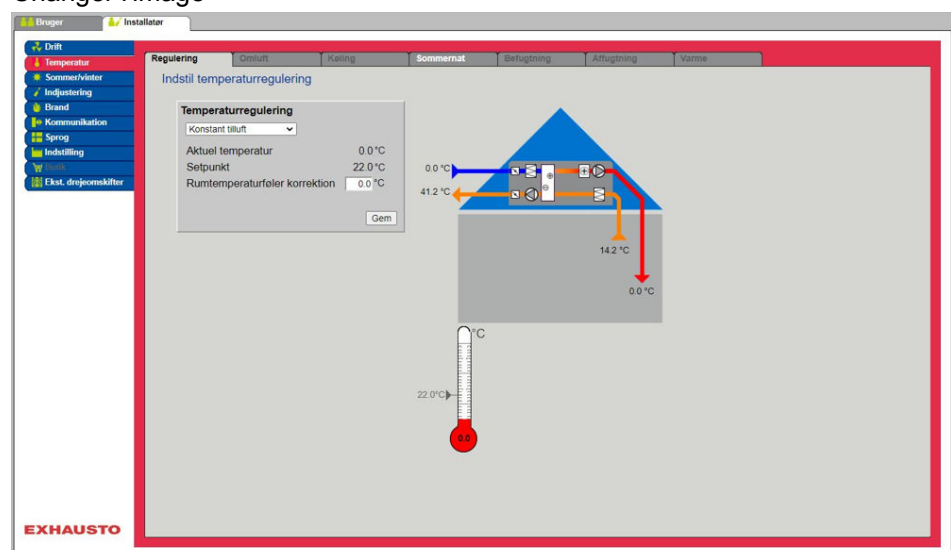 Bruger
Installatør
Drift
Temperatur
Sommer/vinter
Indjustering
Brand
Kommunikation
Sprog
Indstilling
Ekst. drejeomskifter
EXHAUSTO
Regulering
Omluft
Køling
Sommernat
Befugtning
Affugtning
Varme
Indstil temperaturregulering
Temperaturregulering
Konstant tilluft
Aktuel temperatur 0.0 °C
Setpunkt 22.0 °C
Rumtemperaturføler korrektion 0.0 °C
Gem
0.0 °C
41.2 °C
14.2 °C
0.0 °C
°C
22.0°C
0.0